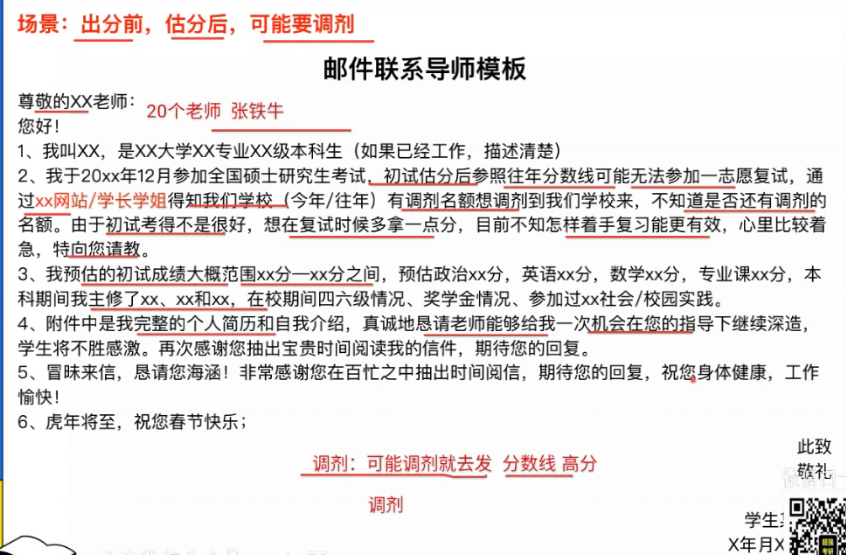 场景：出分前，估分后，可能要调剂
邮件联系导师模板
尊敬的XX老师：
20个老师 张铁牛
您好！
1、我叫XX，是XX大学XX专业XX级本科生（如果已经工作，描述清楚）
2、我于20xx年12月参加全国硕士研究生考试，初试估分后参照往年分数线可能无法参加一志愿复试，通
过xx网站/学长学姐得知我们学校（今年/往年）有调剂名额想调剂到我们学校来，不知道是否还有调剂的
名额。由于初试考得不是很好，想在复试时候多拿一点分，目前不知怎样着手复习能更有效，心里比较着
急，特向您请教。
3、我预估的初试成绩大概范围xx分—xx分之间，预估政治xx分，英语xx分，数学xx分，专业课xx分，本
科期间我主修了xx、xx和xx，在校期间四六级情况、奖学金情况、参加过xx社会/校园实践。
4、附件中是我完整的个人简历和自我介绍，真诚地恳请老师能够给我一次机会在您的指导下继续深造，
学生将不胜感激。再次感谢您抽出宝贵时间阅读我的信件，期待您的回复。
5、冒昧来信，恳请您海涵！非常感谢您在百忙之中抽出时间阅信，期待您的回复，祝您身体健康，工作
愉快！
6、虎年将至，祝您春节快乐；
此致
调剂：可能调剂就去发 分数线 高分
敬礼
调剂
学生
X年月X